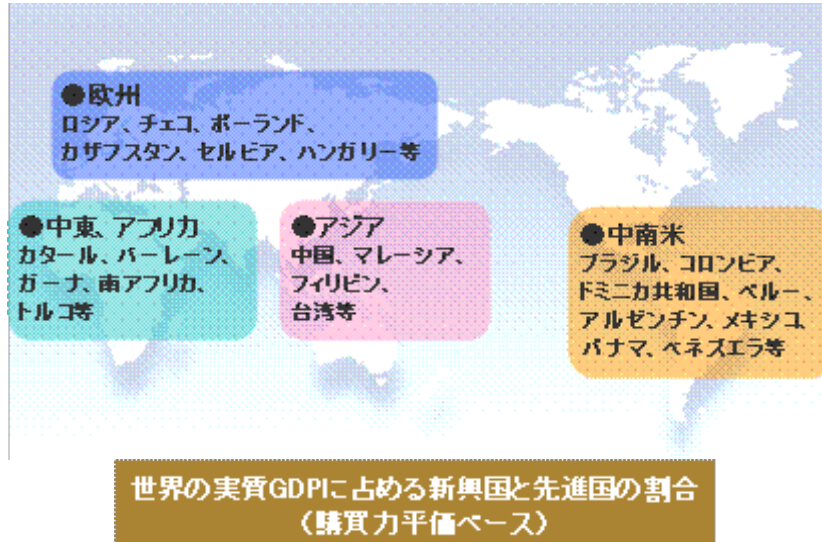 ●欧州
ロシア、チェコ、ポーランド、
カザフスタン、セルビア、ハンガリー等
●中東、アフリカ
カタール、バーレーン、
ガーナ、南アフリカ、
トルコ等
●アジア
中国、マレーシア、
フィリピン、
台湾等
●中南米
ブラジル、コロンビア、
ドミニカ共和国、ペルー、
アルゼンチン、メキシコ、
パナマ、ベネズエラ等
世界の実質GDPに占める新興国と先進国の割合
（購買力平価ベース）